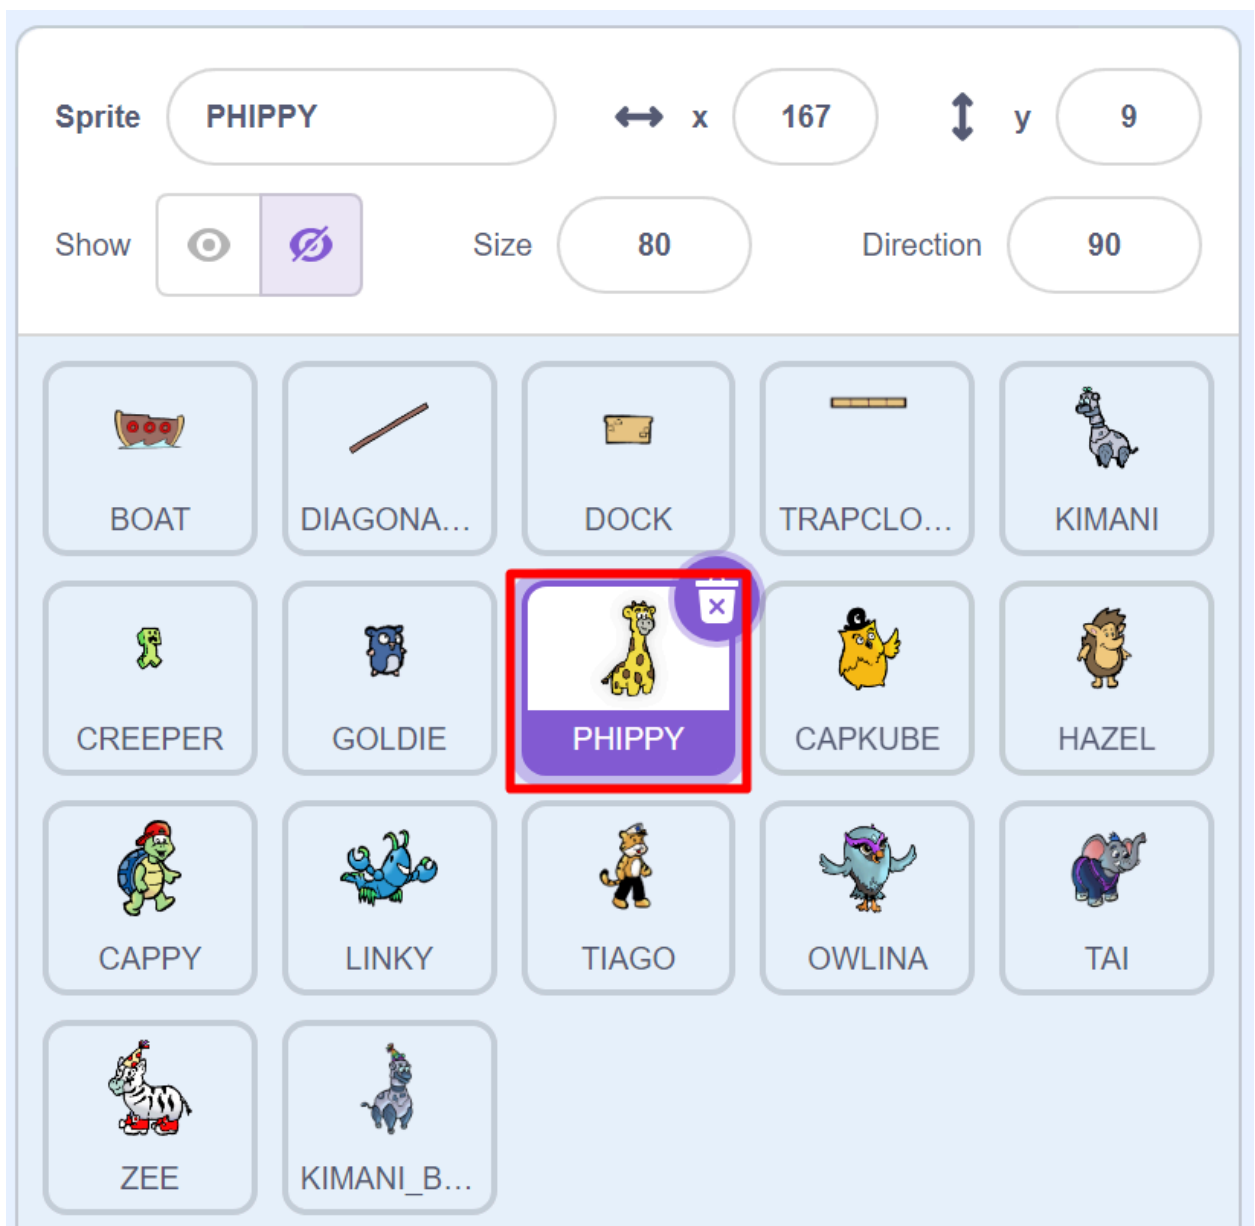 Sprite PHIPPY x 167 y 9
Show Size 80 Direction 90
BOAT DIAGONA... DOCK TRAPCLO... KIMANI
CREEPER GOLDIE PHIPPY CAPKUBE HAZEL
CAPPY LINKY TIAGO OWLINA TAI
ZEE KIMANI_B...